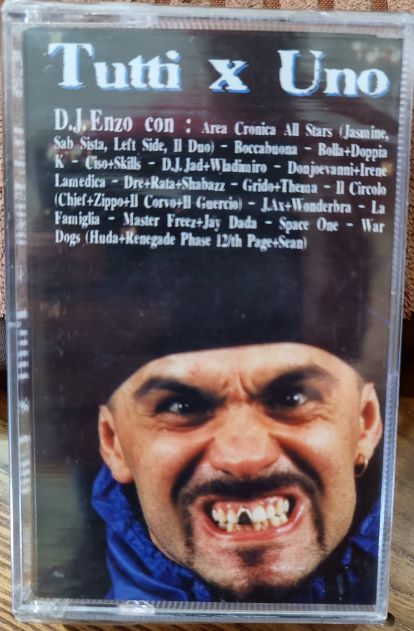 Tutti x Uno
D.J. Enzo con : Area Cronica All Stars (Jasmine,
Sab Sista, Left Side, Il Duo) - Boccabuona - Bolla+Doppia
K - Ciso+Skills - D.J. Jad+Wladimiro - Donjoevanni+Irene
Lamedica - Dre+Rata+Shabazz - Grido+Thema - Il Circolo
(Chief+Zippo+Il Corvo+Il Guercio) - J.Ax+Wonderbra - La
Famiglia - Master Freez+Jay Dada - Space One - War
Dogs (Huda+Renegade Phase 12/th Page+Sean)